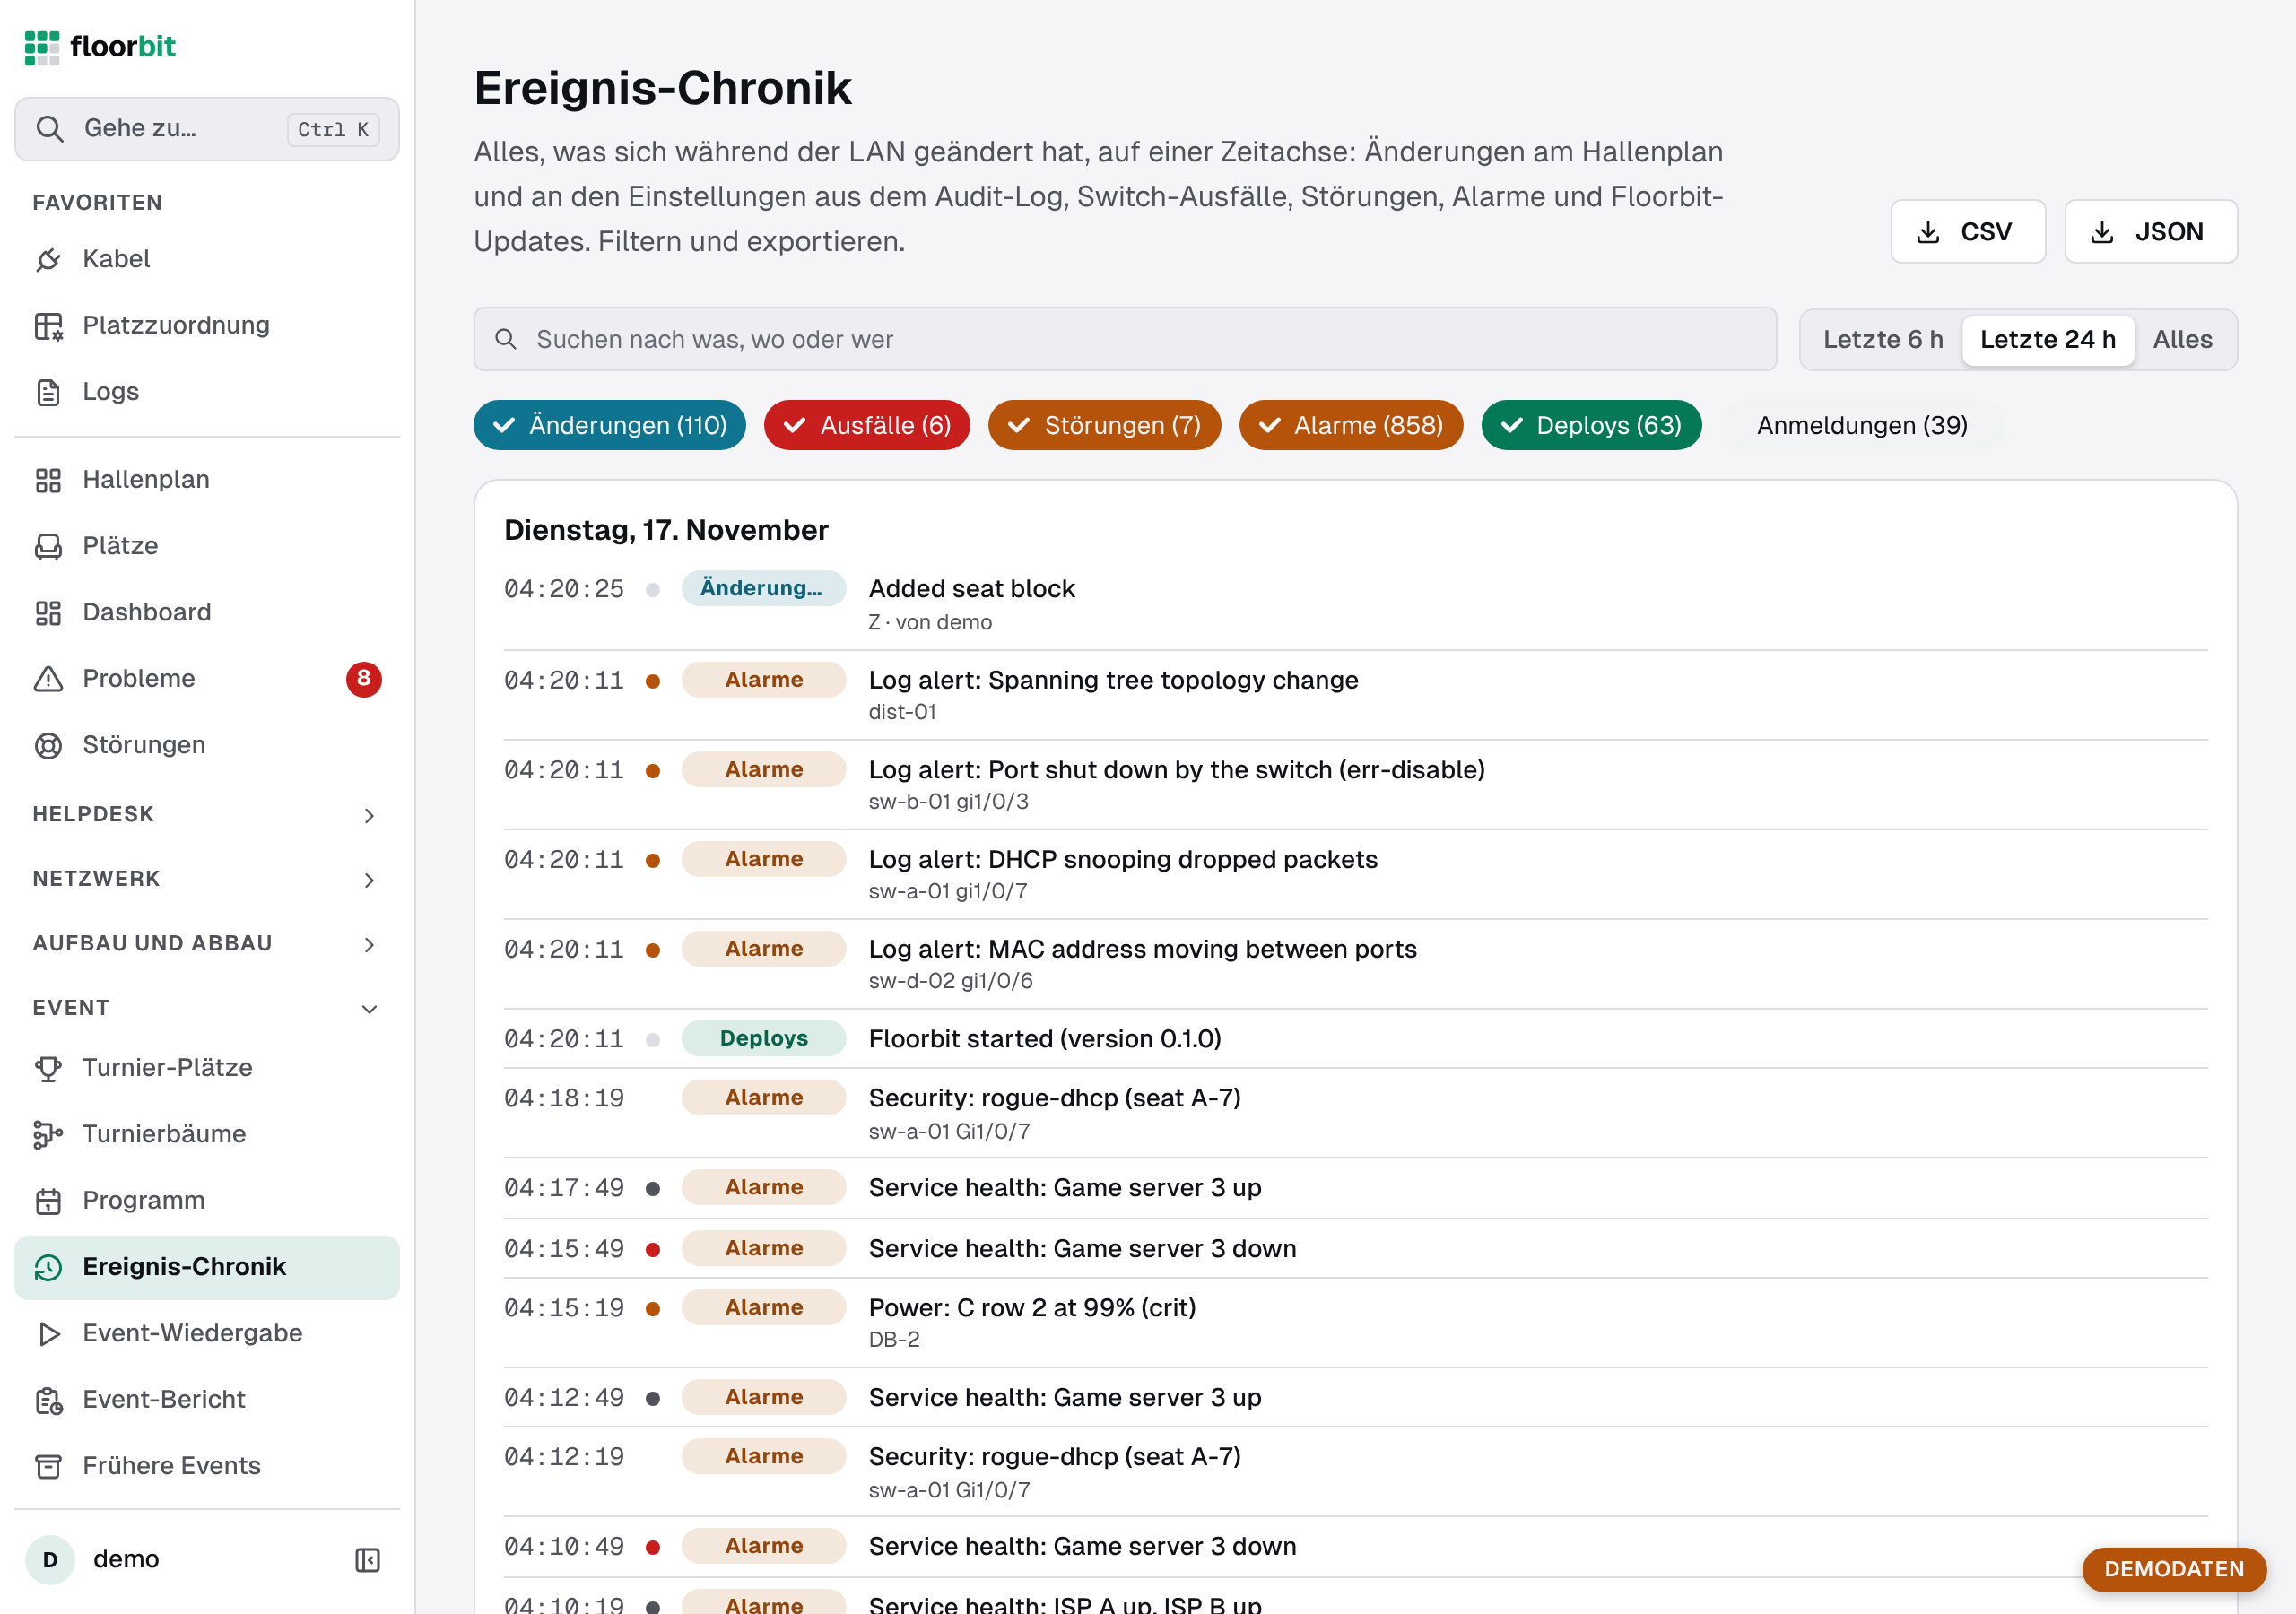 floorbit
Gehe zu...
Ctrl K
FAVORITEN
Kabel
Platzzuordnung
Logs
Hallenplan
Plätze
Dashboard
Probleme
8
Störungen
HELPDESK
NETZWERK
AUFBAU UND ABBAU
EVENT
Turnier-Plätze
Turnierbäume
Programm
Ereignis-Chronik
Event-Wiedergabe
Event-Bericht
Frühere Events
D
demo
Ereignis-Chronik
Alles, was sich während der LAN geändert hat, auf einer Zeitachse: Änderungen am Hallenplan
und an den Einstellungen aus dem Audit-Log, Switch-Ausfälle, Störungen, Alarme und Floorbit-
Updates. Filtern und exportieren.
CSV
JSON
Suchen nach was, wo oder wer
Letzte 6 h
Letzte 24 h
Alles
Änderungen (110)
Ausfälle (6)
Störungen (7)
Alarme (858)
Deploys (63)
Anmeldungen (39)
Dienstag, 17. November
04:20:25 Änderung... Added seat block
Z · von demo
04:20:11 Alarme Log alert: Spanning tree topology change
dist-01
04:20:11 Alarme Log alert: Port shut down by the switch (err-disable)
sw-b-01 gi1/0/3
04:20:11 Alarme Log alert: DHCP snooping dropped packets
sw-a-01 gi1/0/7
04:20:11 Alarme Log alert: MAC address moving between ports
sw-d-02 gi1/0/6
04:20:11 Deploys Floorbit started (version 0.1.0)
04:18:19 Alarme Security: rogue-dhcp (seat A-7)
sw-a-01 Gi1/0/7
04:17:49 Alarme Service health: Game server 3 up
04:15:49 Alarme Service health: Game server 3 down
04:15:19 Alarme Power: C row 2 at 99% (crit)
DB-2
04:12:49 Alarme Service health: Game server 3 up
04:12:19 Alarme Security: rogue-dhcp (seat A-7)
sw-a-01 Gi1/0/7
04:10:49 Alarme Service health: Game server 3 down
04:10:19 Alarme Service health: ISP A up, ISP B up
DEMODATEN